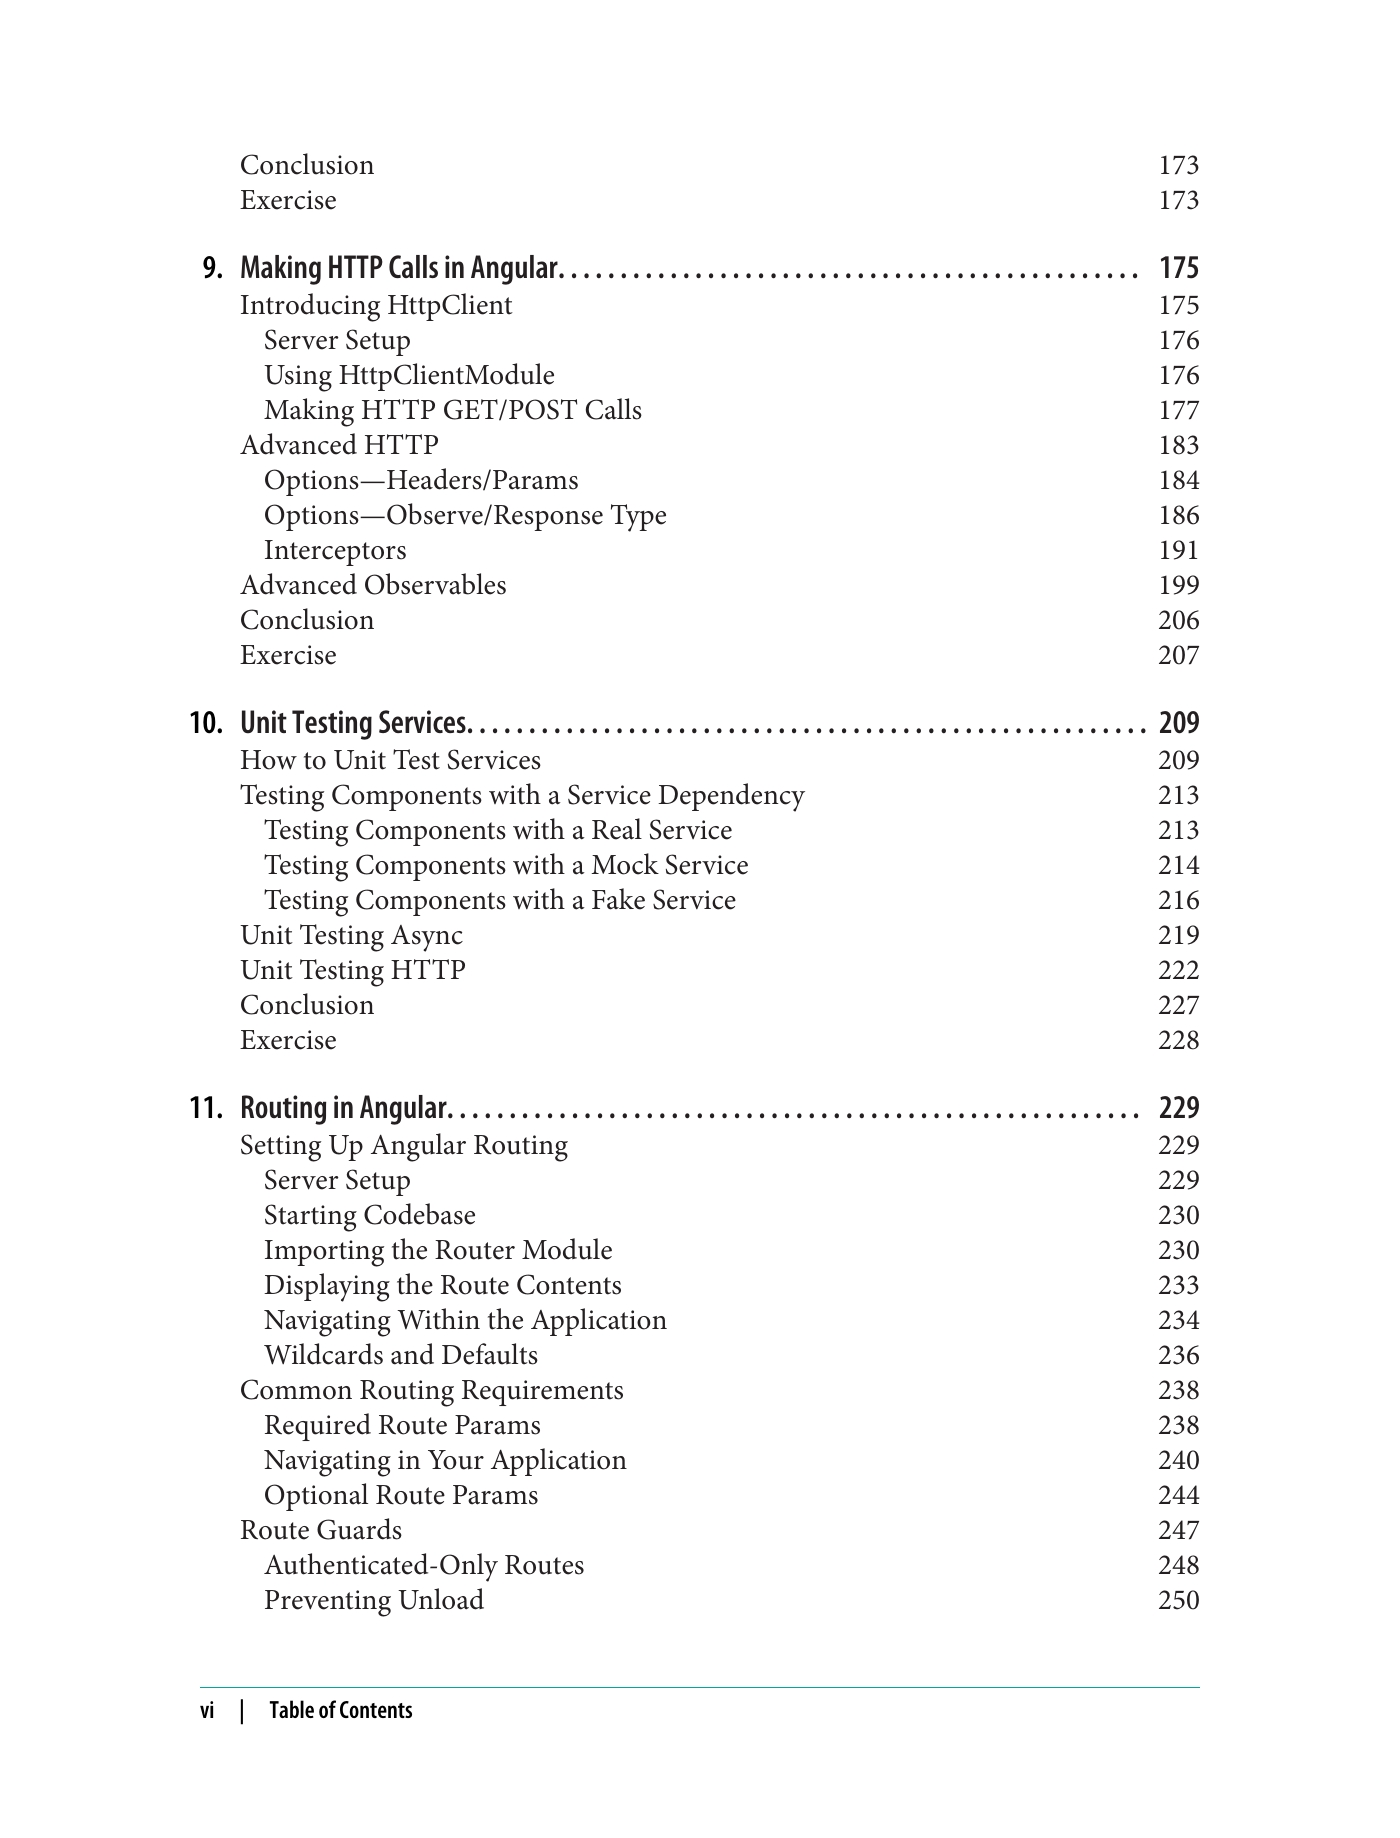 Conclusion 173
Exercise 173
9. Making HTTP Calls in Angular. . . . . . . . . . . . . . . . . . . . . . . . . . . . . . . . . . . . . . . . . . . . . . . 175
Introducing HttpClient 175
Server Setup 176
Using HttpClientModule 176
Making HTTP GET/POST Calls 177
Advanced HTTP 183
Options—Headers/Params 184
Options—Observe/Response Type 186
Interceptors 191
Advanced Observables 199
Conclusion 206
Exercise 207
10. Unit Testing Services. . . . . . . . . . . . . . . . . . . . . . . . . . . . . . . . . . . . . . . . . . . . . . . . . . . . . . . 209
How to Unit Test Services 209
Testing Components with a Service Dependency 213
Testing Components with a Real Service 213
Testing Components with a Mock Service 214
Testing Components with a Fake Service 216
Unit Testing Async 219
Unit Testing HTTP 222
Conclusion 227
Exercise 228
11. Routing in Angular. . . . . . . . . . . . . . . . . . . . . . . . . . . . . . . . . . . . . . . . . . . . . . . . . . . . . . . . 229
Setting Up Angular Routing 229
Server Setup 229
Starting Codebase 230
Importing the Router Module 230
Displaying the Route Contents 233
Navigating Within the Application 234
Wildcards and Defaults 236
Common Routing Requirements 238
Required Route Params 238
Navigating in Your Application 240
Optional Route Params 244
Route Guards 247
Authenticated-Only Routes 248
Preventing Unload 250
vi | Table of Contents